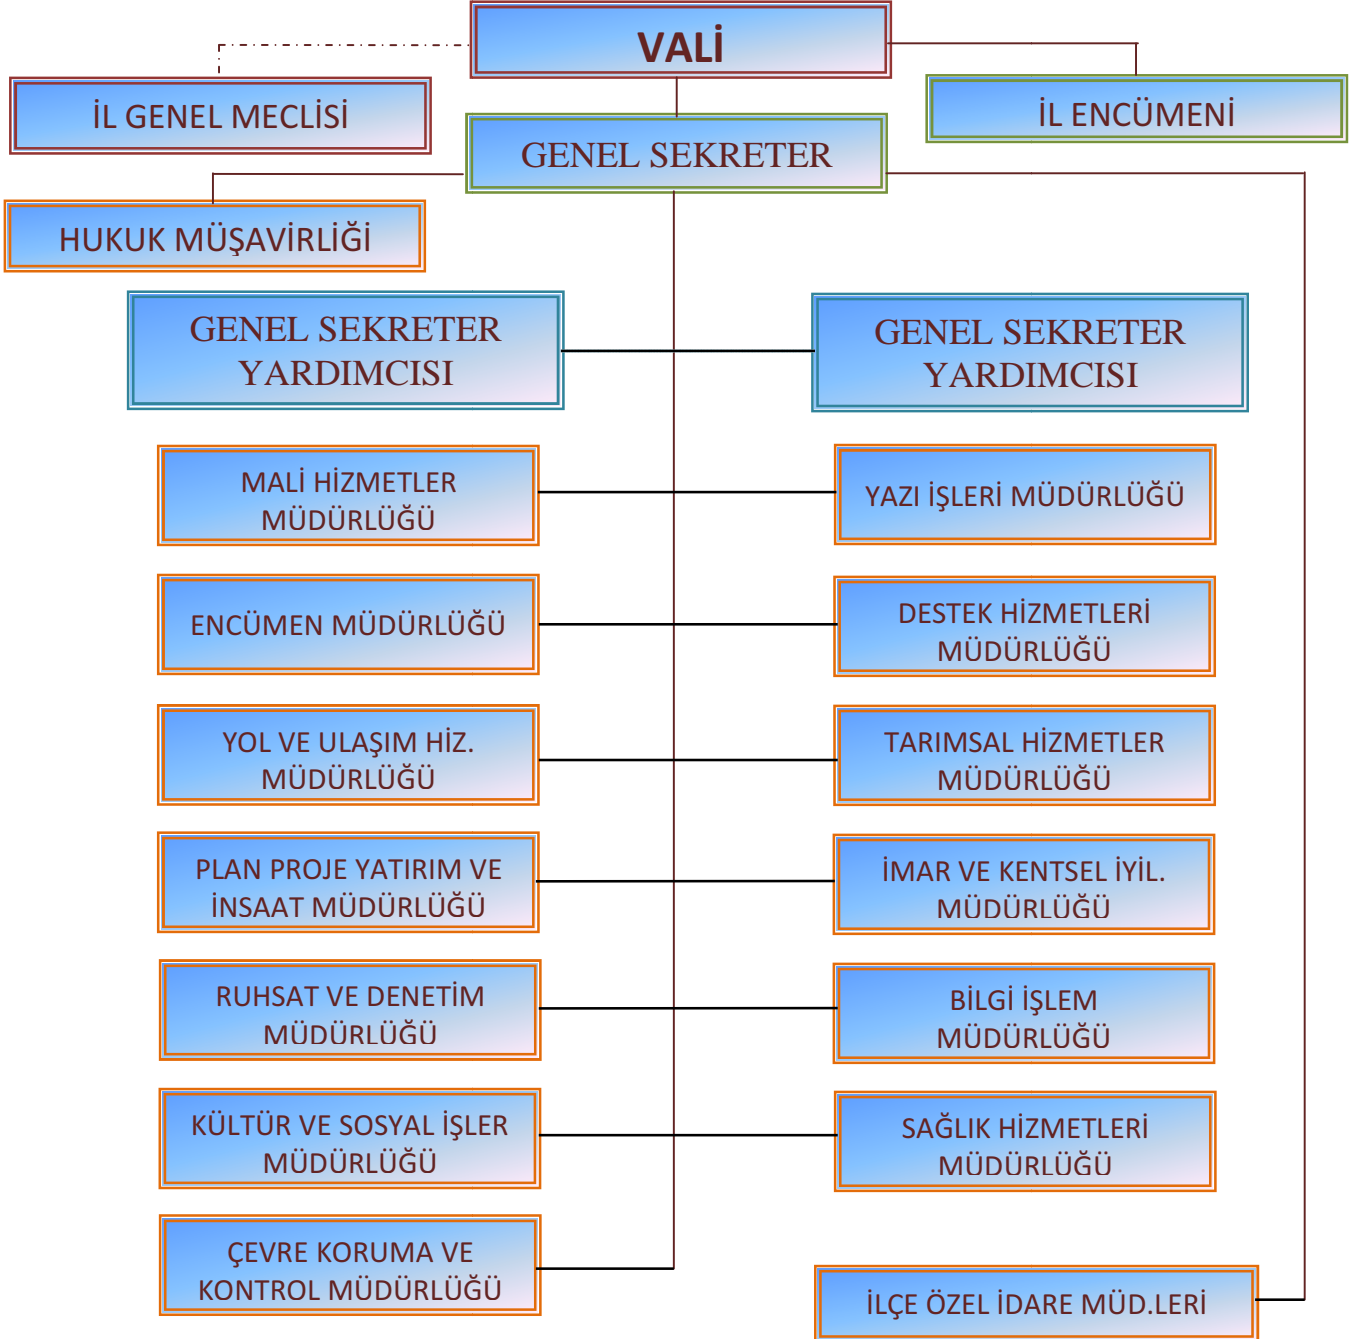 VALİ
İL GENEL MECLİSİ
İL ENCÜMENİ
GENEL SEKRETER
HUKUK MÜŞAVİRLİĞİ
GENEL SEKRETER
YARDIMCISI
GENEL SEKRETER
YARDIMCISI
MALİ HİZMETLER
MÜDÜRLÜĞÜ
YAZI İŞLERİ MÜDÜRLÜĞÜ
ENCÜMEN MÜDÜRLÜĞÜ
DESTEK HİZMETLERİ
MÜDÜRLÜĞÜ
YOL VE ULAŞIM HİZ.
MÜDÜRLÜĞÜ
TARIMSAL HİZMETLER
MÜDÜRLÜĞÜ
PLAN PROJE YATIRIM VE
İNSAAT MÜDÜRLÜĞÜ
İMAR VE KENTSEL İYİL.
MÜDÜRLÜĞÜ
RUHSAT VE DENETİM
MÜDÜRLÜĞÜ
BİLGİ İŞLEM
MÜDÜRLÜĞÜ
KÜLTÜR VE SOSYAL İŞLER
MÜDÜRLÜĞÜ
SAĞLIK HİZMETLERİ
MÜDÜRLÜĞÜ
ÇEVRE KORUMA VE
KONTROL MÜDÜRLÜĞÜ
İLÇE ÖZEL İDARE MÜD.LERİ